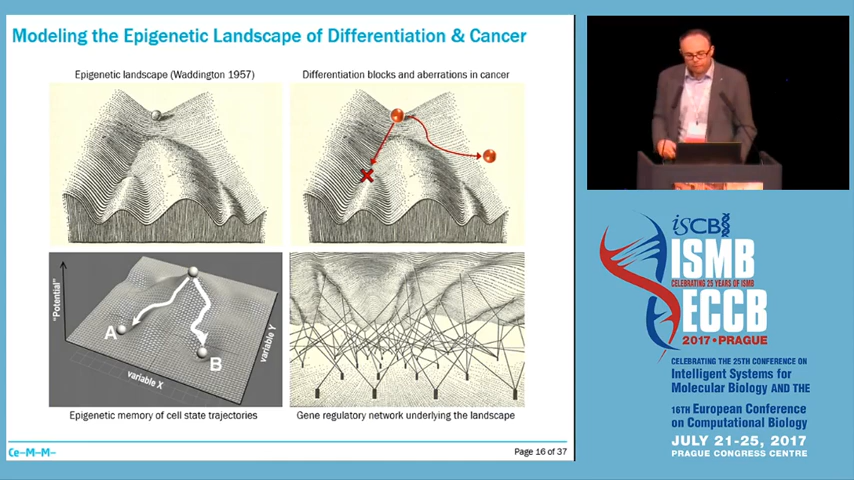 Modeling the Epigenetic Landscape of Differentiation & Cancer
Epigenetic landscape (Waddington 1957)
Differentiation blocks and aberrations in cancer
"Potential"
A
B
variable X
variable Y
Epigenetic memory of cell state trajectories
Gene regulatory network underlying the landscape
Ce-M-M-
Page 16 of 37
iSCB
ISMB
CELEBRATING 25 YEARS OF ISMB
ECCB
2017 • PRAGUE
CELEBRATING THE 25TH CONFERENCE ON
Intelligent Systems for
Molecular Biology AND THE
16TH European Conference
on Computational Biology
JULY 21-25, 2017
PRAGUE CONGRESS CENTRE